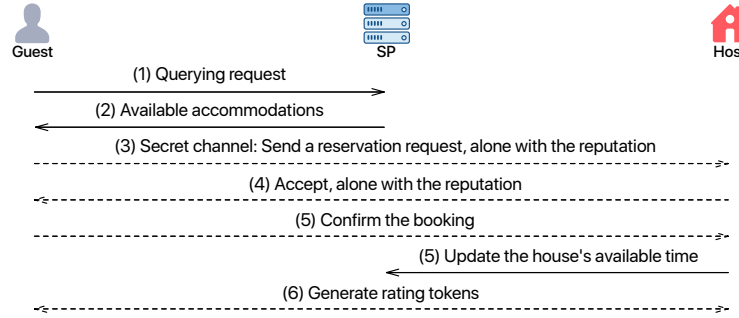 Guest
SP
Hos
(1) Querying request
(2) Available accommodations
(3) Secret channel: Send a reservation request, alone with the reputation
(4) Accept, alone with the reputation
(5) Confirm the booking
(5) Update the house's available time
(6) Generate rating tokens